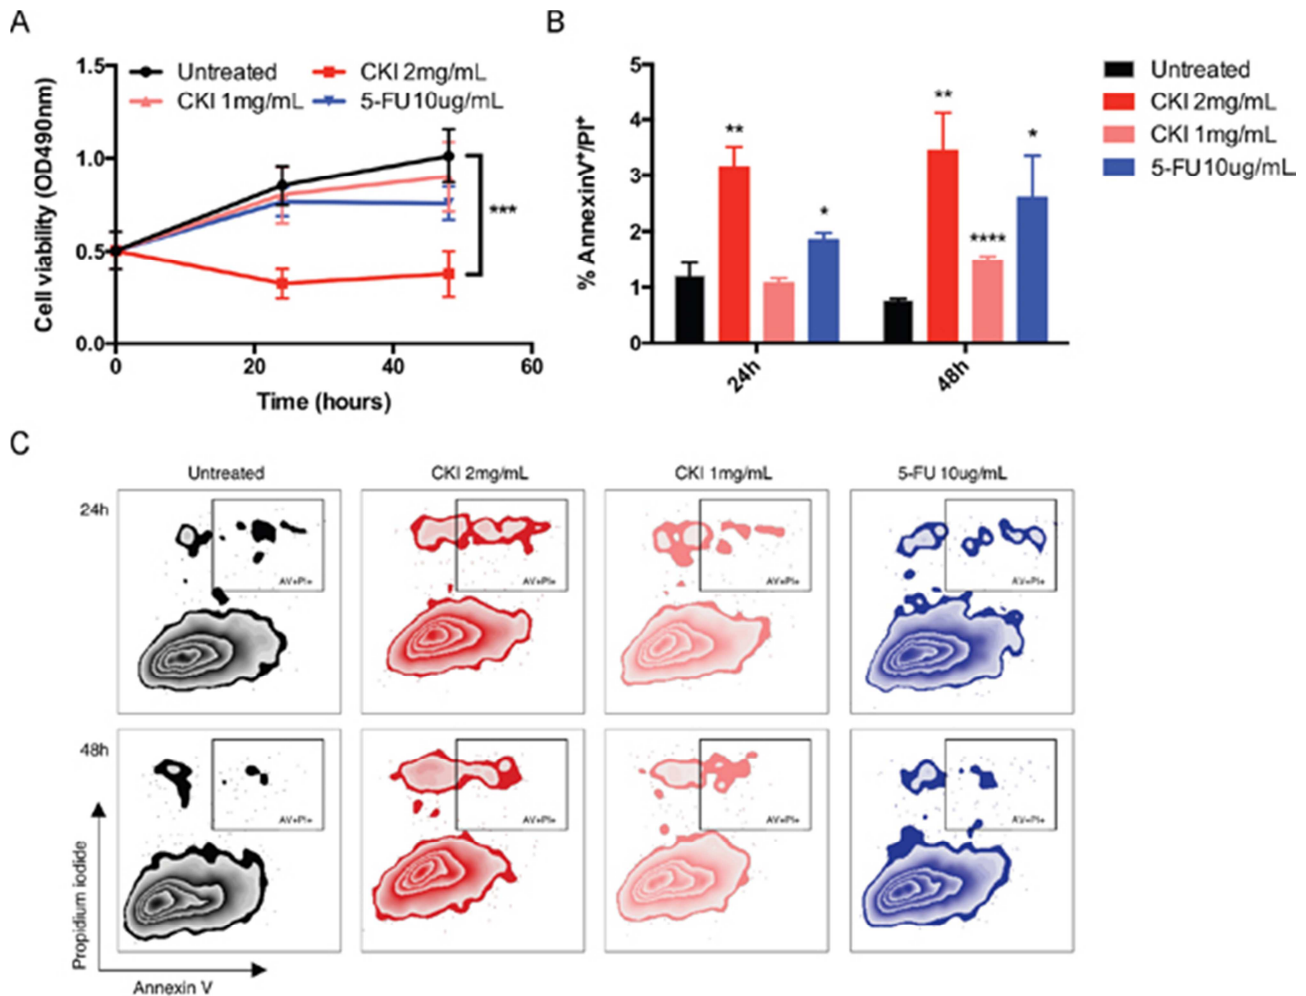 A
B
Untreated
CKI 2mg/mL
CKI 1mg/mL
5-FU10ug/mL
Cell viability (OD490nm)
1.5
1.0
0.5
0.0
0
20
40
60
Time (hours)
***
% AnnexinV+/PI+
5
4
3
2
1
0
**
*
**
****
*
24h
48h
Untreated
CKI 2mg/mL
CKI 1mg/mL
5-FU10ug/mL
C
Untreated
CKI 2mg/mL
CKI 1mg/mL
5-FU 10ug/mL
24h
AV+PI+
AV+PI+
AV+PI+
AV+PI+
48h
AV+PI+
AV+PI+
AV+PI+
AV+PI+
Propidium iodide
Annexin V